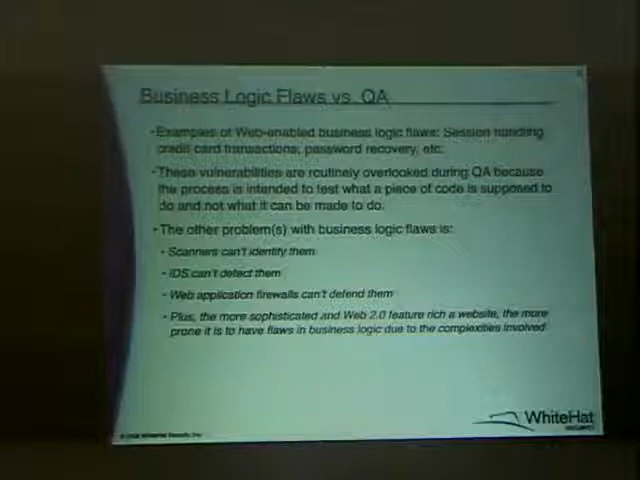 Business Logic Flaws vs. QA
•Examples of Web-enabled business logic flaws: Session handling
credit card transactions, password recovery, etc.
•These vulnerabilities are routinely overlooked during QA because
the process is intended to test what a piece of code is supposed to
do and not what it can be made to do.
•The other problem(s) with business logic flaws is:
•Scanners can't identify them
•IDS can't detect them
•Web application firewalls can't defend them
•Plus, the more sophisticated and Web 2.0 feature rich a website, the more
prone it is to have flaws in business logic due to the complexities involved
WhiteHat
SECURITY
WhiteHat Security, Inc.